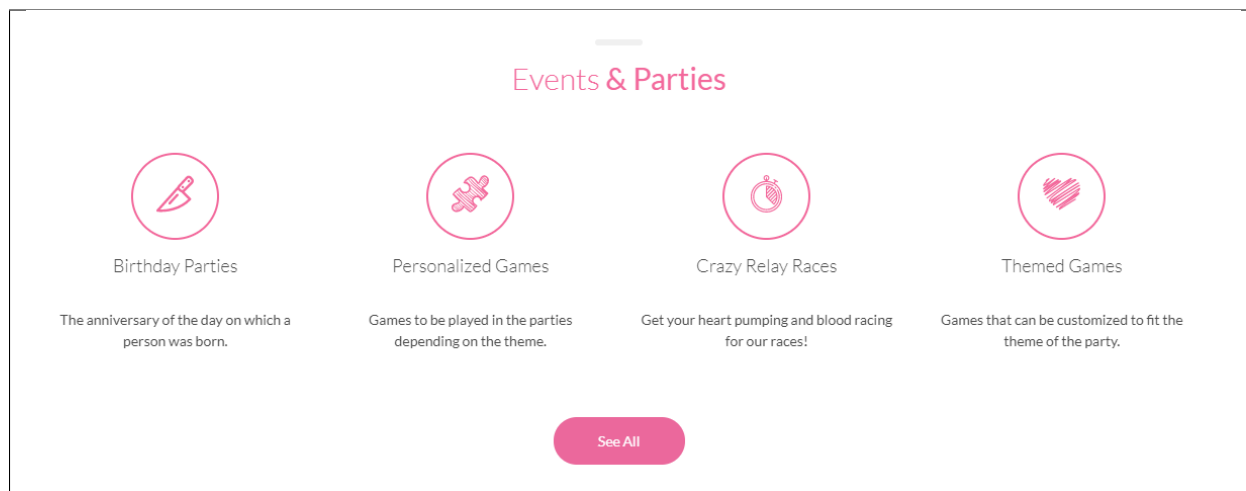 Events & Parties
Birthday Parties
The anniversary of the day on which a
person was born.
Personalized Games
Games to be played in the parties
depending on the theme.
Crazy Relay Races
Get your heart pumping and blood racing
for our races!
Themed Games
Games that can be customized to fit the
theme of the party.
See All